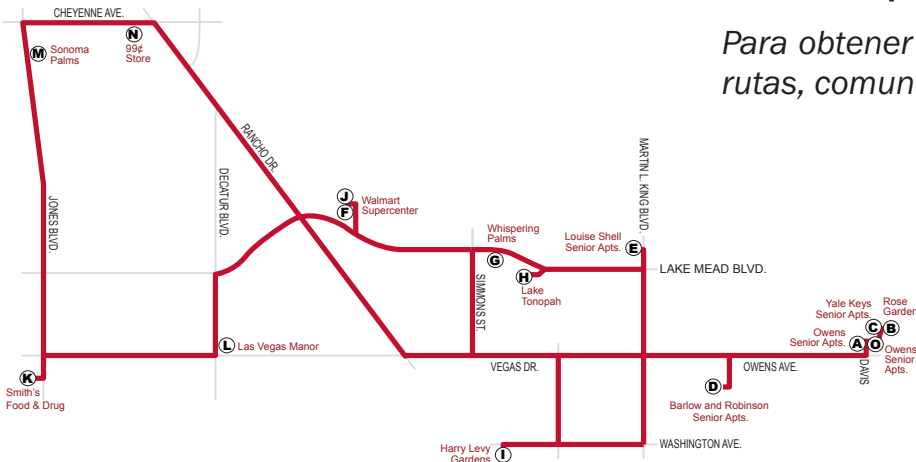 CHEYENNE AVE.
Para obtener
rutas, comun
M
Sonoma
Palms
N
99¢
Store
RANCHO DR.
DECATUR BLVD.
JONES BLVD.
MARTIN L. KING BLVD.
J
F
Walmart
Supercenter
Whispering
Palms
G
Louise Shell
Senior Apts.
E
H
Lake
Tonopah
LAKE MEAD BLVD.
SIMMONS ST.
Yale Keys
Senior Apts.
C
B
Rose
Garden
Owens
Senior Apts.
A
O
Owens
Senior
Apts.
DAVIS
L
Las Vegas Manor
VEGAS DR.
OWENS AVE.
K
Smith's
Food & Drug
D
Barlow and Robinson
Senior Apts.
Harry Levy
Gardens
I
WASHINGTON AVE.